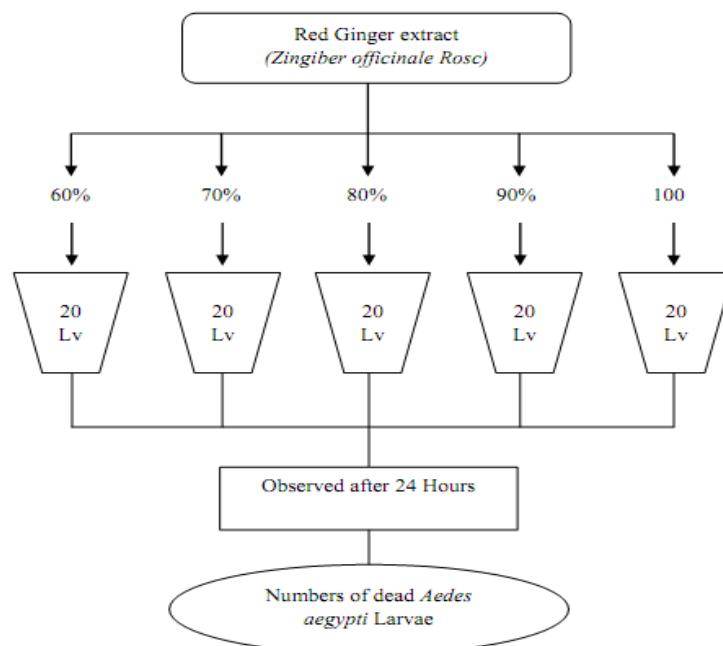 Red Ginger extract
(Zingiber officinale Rosc)
60% 70% 80% 90% 100
20 20 20 20 20
Lv Lv Lv Lv Lv
Observed after 24 Hours
Numbers of dead Aedes
aegypti Larvae